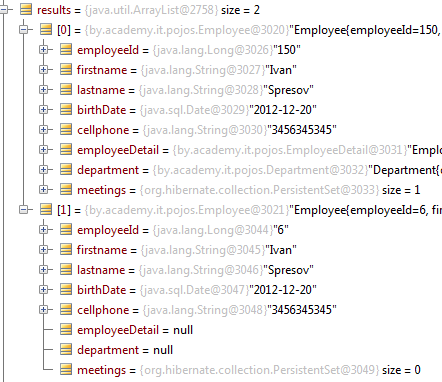 results = {java.util.ArrayList@2758} size = 2
[0] = {by.academy.it.pojos.Employee@3020}"Employee{employeeId=150,
employeeId = {java.lang.Long@3026}"150"
firstname = {java.lang.String@3027}"Ivan"
lastname = {java.lang.String@3028}"Spresov"
birthDate = {java.sql.Date@3029}"2012-12-20"
cellphone = {java.lang.String@3030}"3456345345"
employeeDetail = {by.academy.it.pojos.EmployeeDetail@3031}"Emplo
department = {by.academy.it.pojos.Department@3032}"Department{
meetings = {org.hibernate.collection.PersistentSet@3033} size = 1
[1] = {by.academy.it.pojos.Employee@3021}"Employee{employeeId=6, fir
employeeId = {java.lang.Long@3044}"6"
firstname = {java.lang.String@3045}"Ivan"
lastname = {java.lang.String@3046}"Spresov"
birthDate = {java.sql.Date@3047}"2012-12-20"
cellphone = {java.lang.String@3048}"3456345345"
employeeDetail = null
department = null
meetings = {org.hibernate.collection.PersistentSet@3049} size = 0